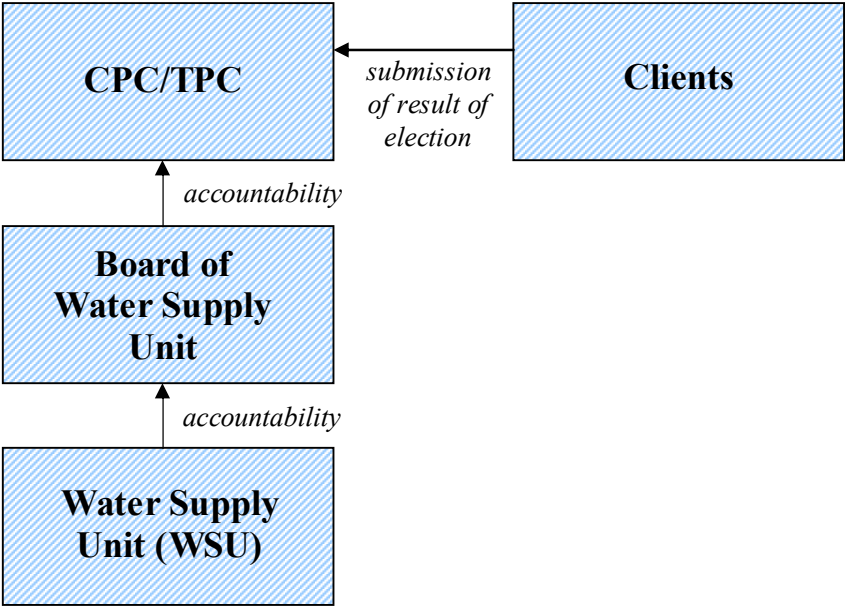 CPC/TPC
submission
of result of
election
Clients
accountability
Board of
Water Supply
Unit
accountability
Water Supply
Unit (WSU)